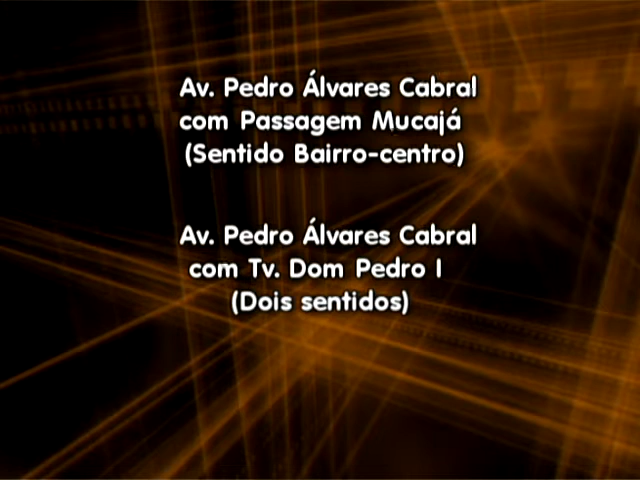 Av. Pedro Álvares Cabral
com Passagem Mucajá
(Sentido Bairro-centro)
Av. Pedro Álvares Cabral
com Tv. Dom Pedro I
(Dois sentidos)